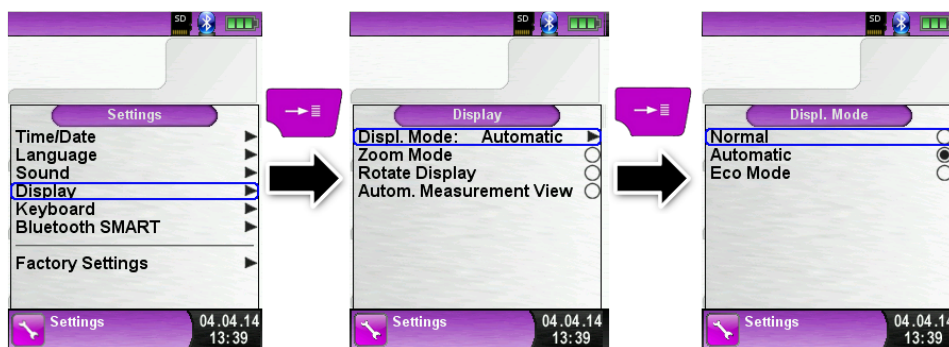 SD
Settings
Time/Date
Language
Sound
Display
Keyboard
Bluetooth SMART
Factory Settings
Settings
04.04.14
13:39
SD
Display
Displ. Mode: Automatic
Zoom Mode
Rotate Display
Autom. Measurement View
Settings
04.04.14
13:39
SD
Displ. Mode
Normal
Automatic
Eco Mode
Settings
04.04.14
13:39